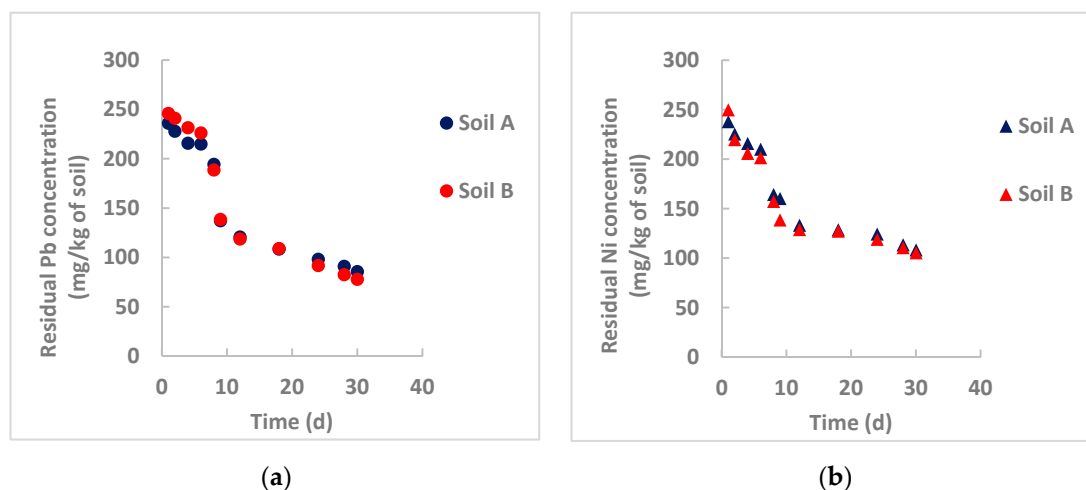 Residual Pb concentration
(mg/kg of soil)
300
250
200
150
100
50
0
0
10
20
30
40
Time (d)
Soil A
Soil B
(a)
Residual Ni concentration
(mg/kg of soil)
300
250
200
150
100
50
0
0
10
20
30
40
Time (d)
Soil A
Soil B
(b)